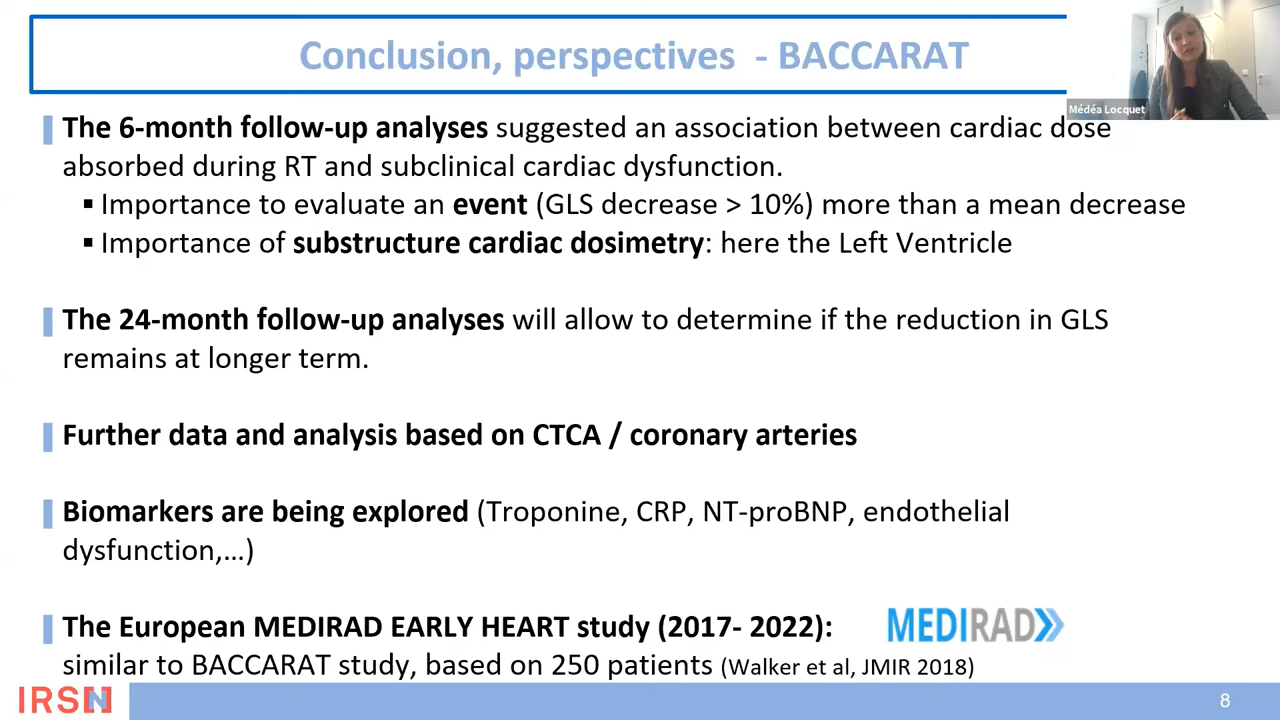 Conclusion, perspectives - BACCARAT
Médéa Locquet
The 6-month follow-up analyses suggested an association between cardiac dose
absorbed during RT and subclinical cardiac dysfunction.
Importance to evaluate an event (GLS decrease > 10%) more than a mean decrease
Importance of substructure cardiac dosimetry: here the Left Ventricle
The 24-month follow-up analyses will allow to determine if the reduction in GLS
remains at longer term.
Further data and analysis based on CTCA / coronary arteries
Biomarkers are being explored (Troponine, CRP, NT-proBNP, endothelial
dysfunction,...)
The European MEDIRAD EARLY HEART study (2017- 2022):
MEDIRAD
similar to BACCARAT study, based on 250 patients (Walker et al, JMIR 2018)
IRSN
8